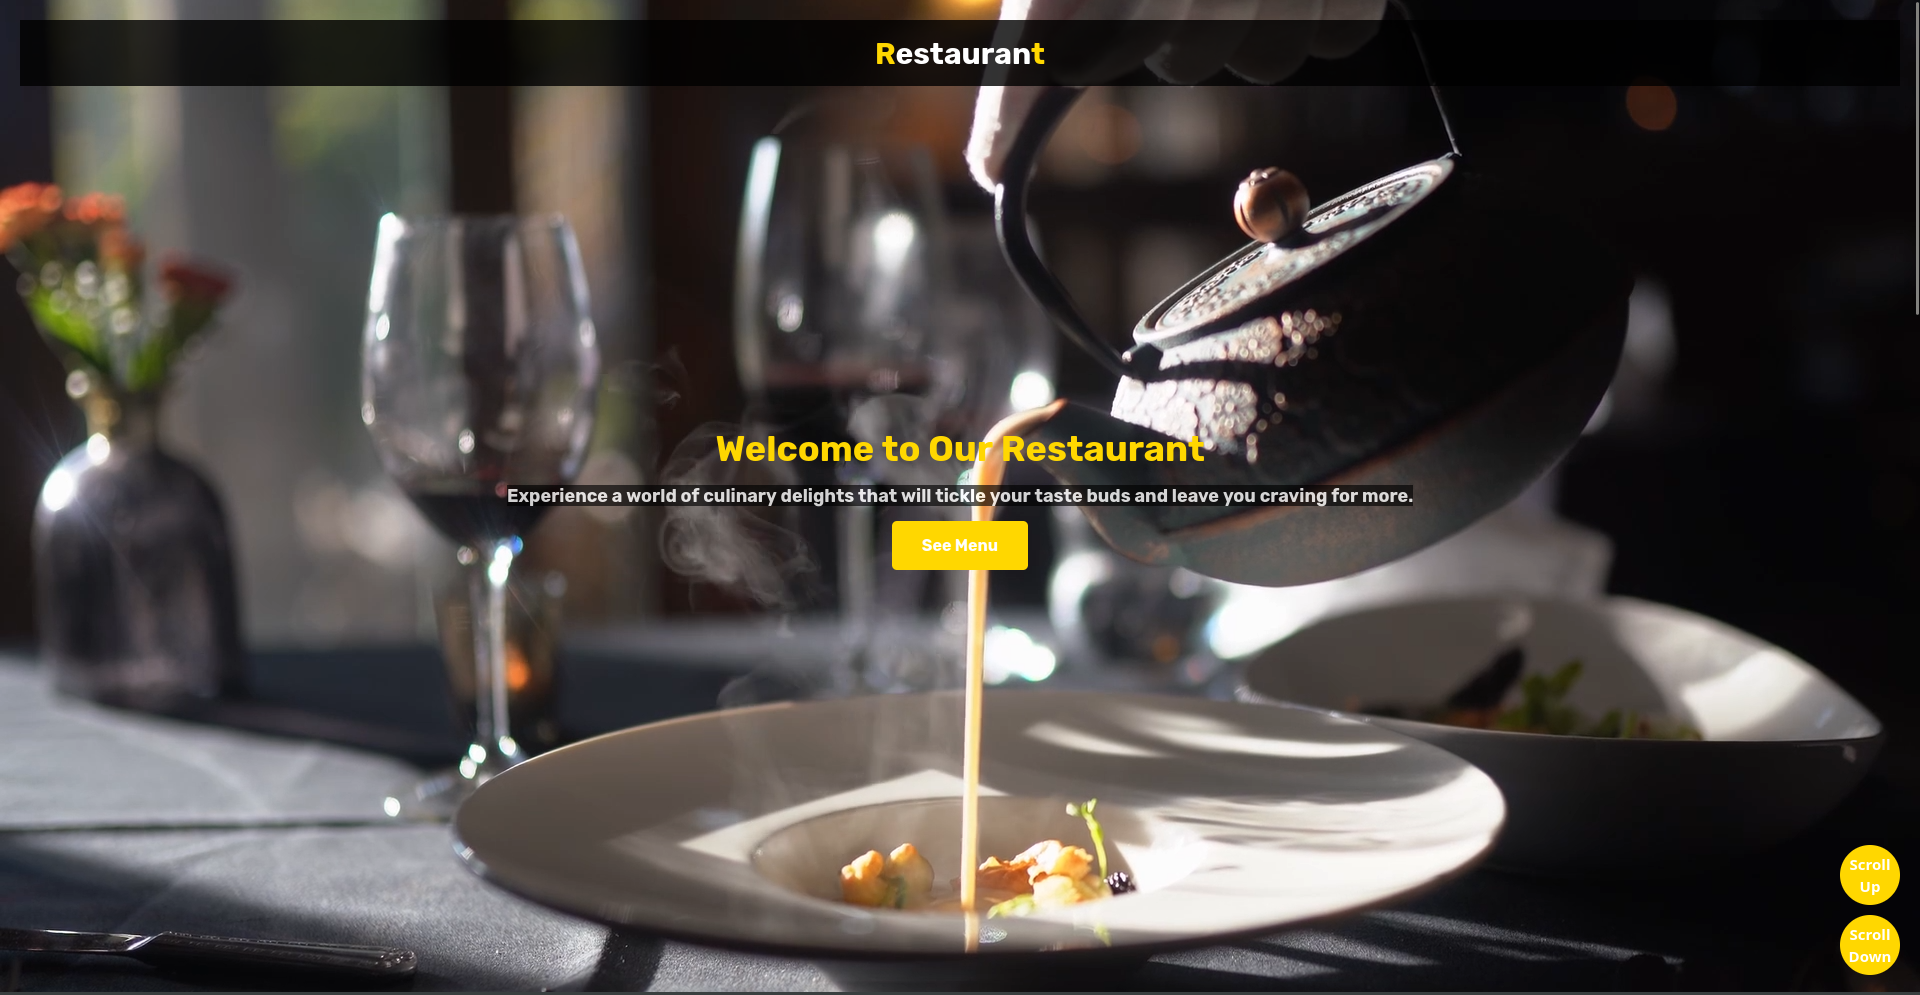 Restaurant
Welcome to Our Restaurant
Experience a world of culinary delights that will tickle your taste buds and leave you craving for more.
See Menu
Scroll
Up
Scroll
Down